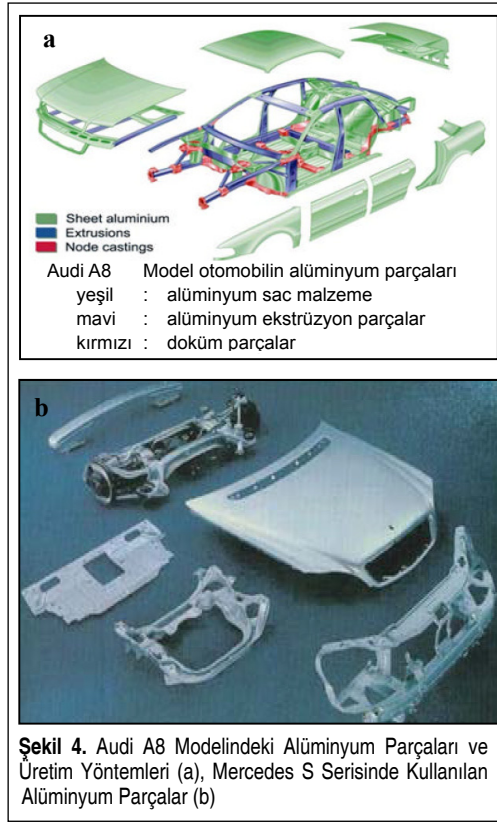 a
Sheet aluminium
Extrusions
Node castings
Audi A8 Model otomobilin alüminyum parçaları
yeşil : alüminyum sac malzeme
mavi : alüminyum ekstrüzyon parçalar
kırmızı : doküm parçalar
b
Şekil 4. Audi A8 Modelindeki Alüminyum Parçaları ve
Üretim Yöntemleri (a), Mercedes S Serisinde Kullanılan
Alüminyum Parçalar (b)